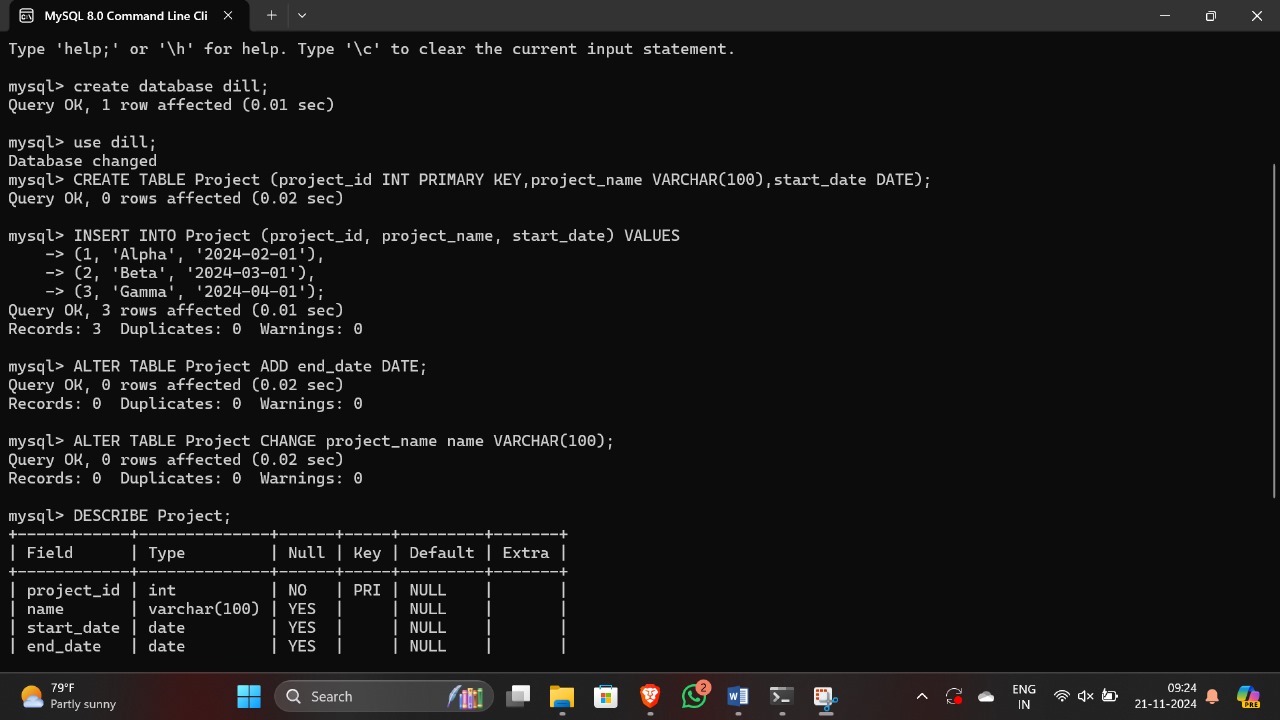 MySQL 8.0 Command Line Cli
Type 'help;' or '\h' for help. Type '\c' to clear the current input statement.
mysql> create database dill;
Query OK, 1 row affected (0.01 sec)
mysql> use dill;
Database changed
mysql> CREATE TABLE Project (project_id INT PRIMARY KEY,project_name VARCHAR(100),start_date DATE);
Query OK, 0 rows affected (0.02 sec)
mysql> INSERT INTO Project (project_id, project_name, start_date) VALUES
    -> (1, 'Alpha', '2024-02-01'),
    -> (2, 'Beta', '2024-03-01'),
    -> (3, 'Gamma', '2024-04-01');
Query OK, 3 rows affected (0.01 sec)
Records: 3  Duplicates: 0  Warnings: 0
mysql> ALTER TABLE Project ADD end_date DATE;
Query OK, 0 rows affected (0.02 sec)
Records: 0  Duplicates: 0  Warnings: 0
mysql> ALTER TABLE Project CHANGE project_name name VARCHAR(100);
Query OK, 0 rows affected (0.02 sec)
Records: 0  Duplicates: 0  Warnings: 0
mysql> DESCRIBE Project;
+------------+--------------+------+-----+---------+-------+
| Field      | Type         | Null | Key | Default | Extra |
+------------+--------------+------+-----+---------+-------+
| project_id | int          | NO   | PRI | NULL    |       |
| name       | varchar(100) | YES  |     | NULL    |       |
| start_date | date         | YES  |     | NULL    |       |
| end_date   | date         | YES  |     | NULL    |       |
79°F
Partly sunny
Search
2
ENG
IN
09:24
21-11-2024
PRE